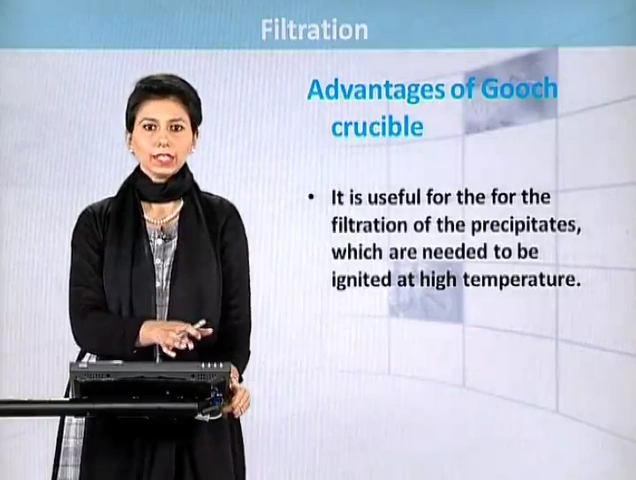 Filtration
Advantages of Gooch
crucible
• It is useful for the for the
filtration of the precipitates,
which are needed to be
ignited at high temperature.